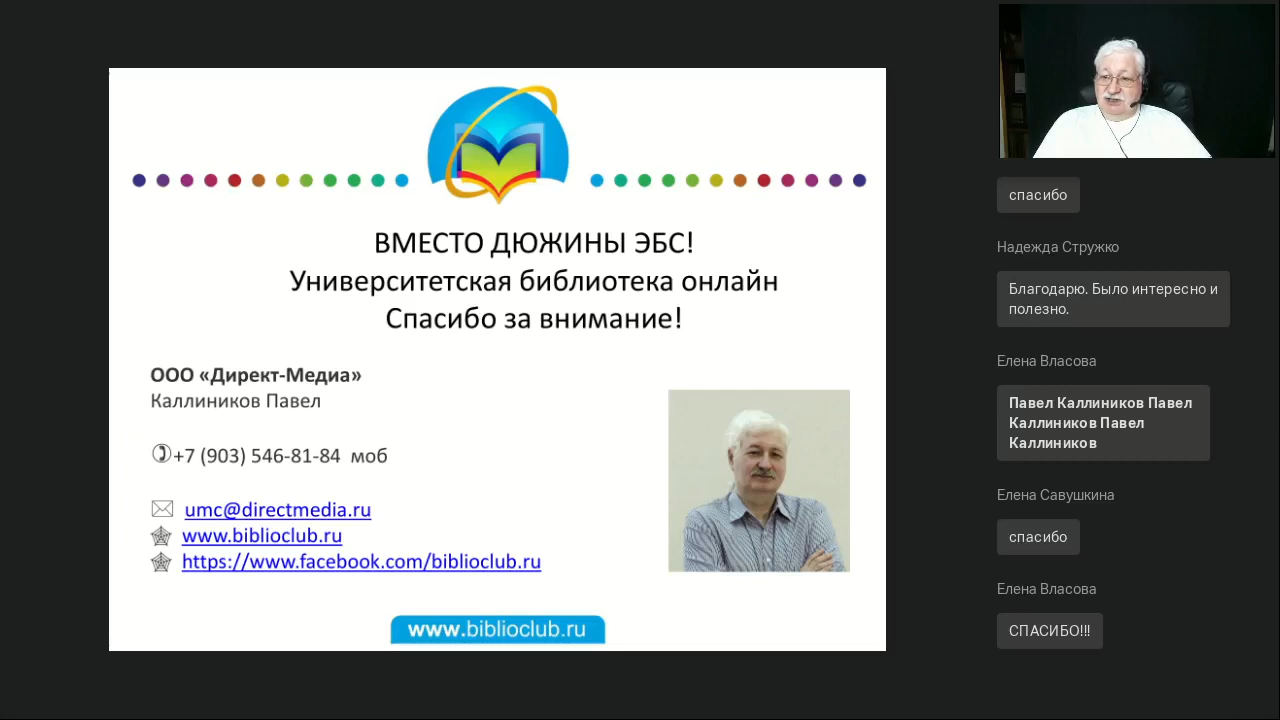 ВМЕСТО ДЮЖИНЫ ЭБС!
Университетская библиотека онлайн
Спасибо за внимание!
ООО «Директ-Медиа»
Каллиников Павел
+7 (903) 546-81-84 моб
umc@directmedia.ru
www.biblioclub.ru
https://www.facebook.com/biblioclub.ru
www.biblioclub.ru
спасибо
Надежда Стружко
Благодарю. Было интересно и
полезно.
Елена Власова
Павел Каллиников Павел
Каллиников Павел
Каллиников
Елена Савушкина
спасибо
Елена Власова
СПАСИБО!!!